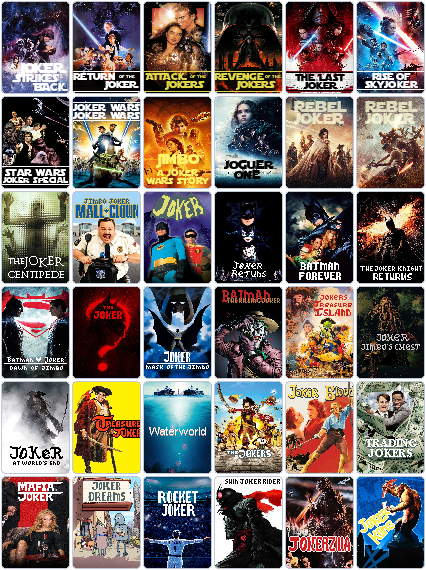 JOKER
STRIKES
BACK
RETURN OF THE
JOKER
ATTACK OF THE
JOKERS
REVENGE OF THE
JOKERS
THE LAST
JOKER
RISE OF
SKYJOKER
STAR WARS
JOKER SPECIAL
JOKER WARS
JOKER WARS
JIMBO
A JOKER
WARS STORY
JOGUER
ONE
REBEL
JOKER
REBEL
JOKER
THE JOKER
CENTIPEDE
JIMBO JOKER
MALL CLOWN
JOKER
JOKER
RETURNS
BATMAN
FOREVER
THE JOKER KNIGHT
RETURNS
BATMAN V JOKER
DAWN OF JIMBO
THE
JOKER
JOKER
MASK OF THE JIMBO
BATMAN
THE KILLING JOKER
JOKERS
TREASURE
ISLAND
JOKER
JIMBO'S CHEST
JOKER
AT WORLD'S END
TREASURE
JOKER
Waterworld
THE JOKERS
JOKER BLOOD
TRADING
JOKERS
MAFIA
JOKER
JOKER
DREAMS
ROCKET
JOKER
SHIN JOKER RIDER
JOKERZILLA
JOKER
KING